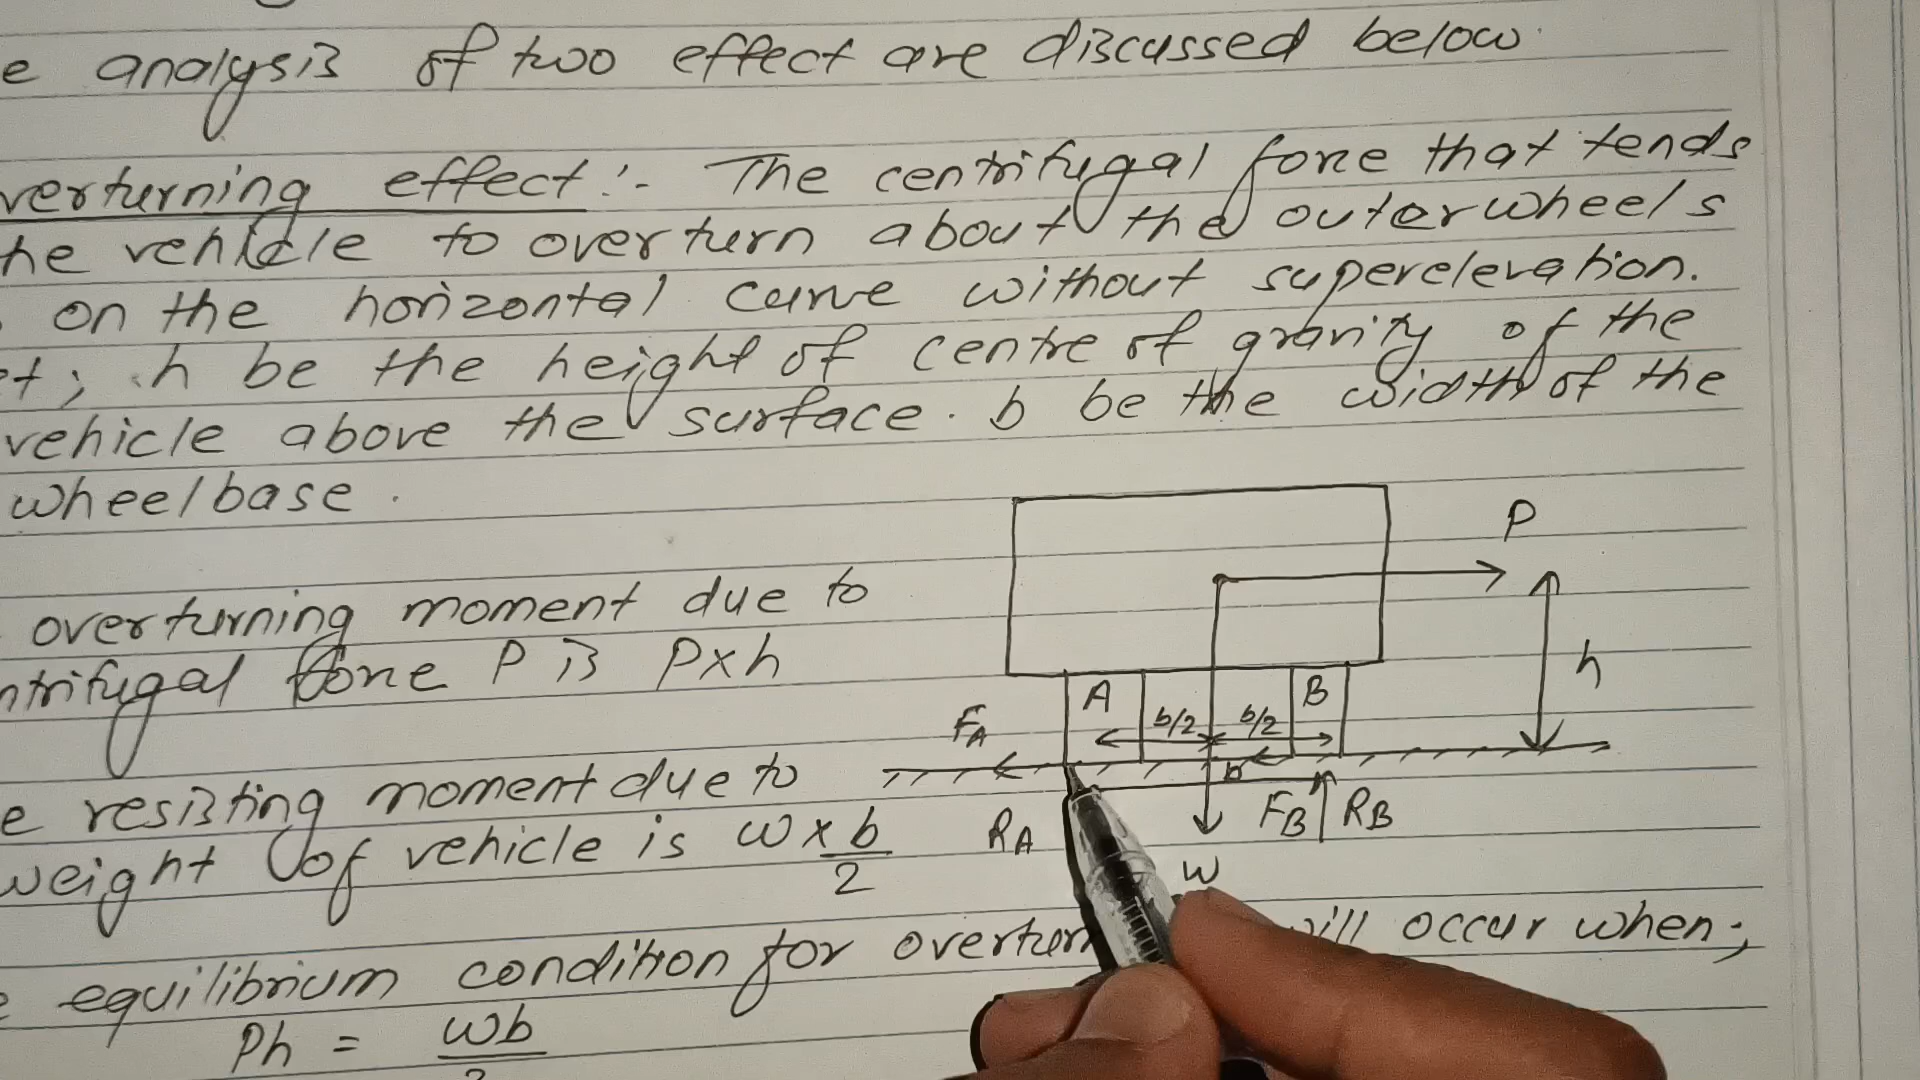 e analysis of two effect are discussed below.
verturning effect :- The centrifugal force that tends
he vehicle to overturn about the outer wheels
on the horizontal curve without superelevation.
et; h be the height of centre of gravity of the
vehicle above the surface. b be the width of the
wheelbase.
P
overturning moment due to
ntrifugal force P is P×h
h
A
B
b/2
b/2
FA
b
e resisting moment due to
weight of vehicle is W×b/2
RA
FB
RB
W
e equilibrium condition for overturn
ill occur when;
Ph = Wb